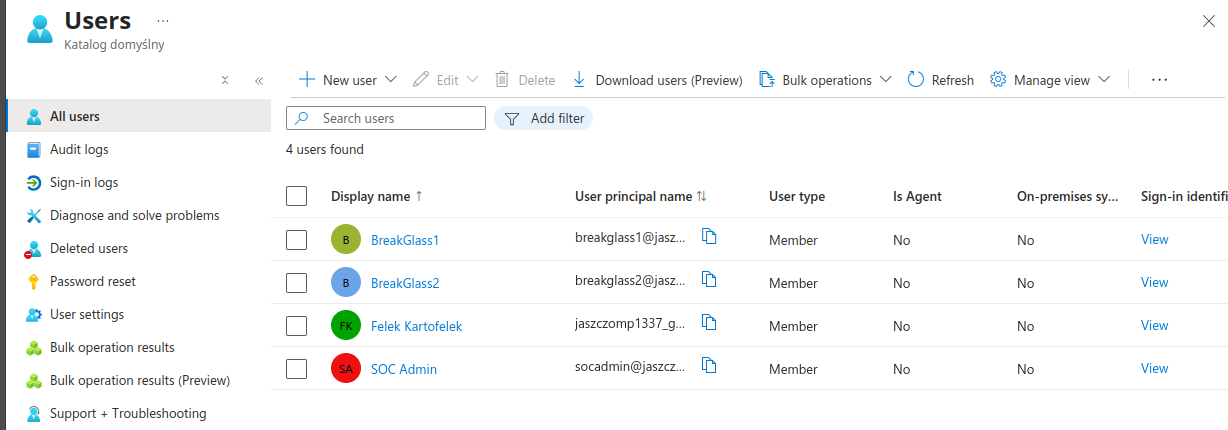 Users ...
Katalog domyślny
New user Edit Delete Download users (Preview) Bulk operations Refresh Manage view ...
Search users Add filter
4 users found
All users
Audit logs
Sign-in logs
Diagnose and solve problems
Deleted users
Password reset
User settings
Bulk operation results
Bulk operation results (Preview)
Support + Troubleshooting
Display name ↑ User principal name ↑↓ User type Is Agent On-premises sy... Sign-in identifi
B BreakGlass1 breakglass1@jasz... Member No No View
B BreakGlass2 breakglass2@jasz... Member No No View
FK Felek Kartofelek jaszczomp1337_g... Member No No View
SA SOC Admin socadmin@jaszcz... Member No No View